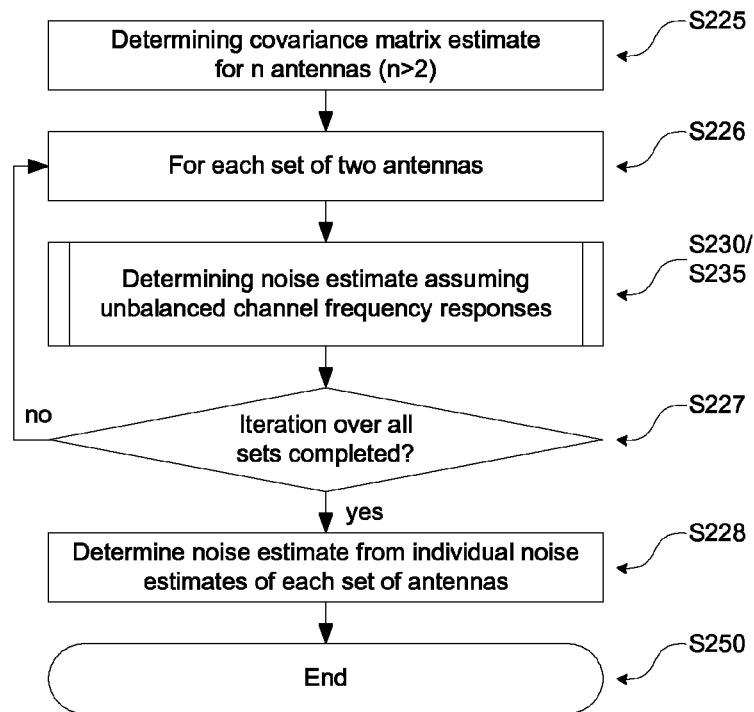 Determining covariance matrix estimate
for n antennas (n>2)
S225
For each set of two antennas
S226
Determining noise estimate assuming
unbalanced channel frequency responses
S230/
S235
no
Iteration over all
sets completed?
S227
yes
Determine noise estimate from individual noise
estimates of each set of antennas
S228
End
S250